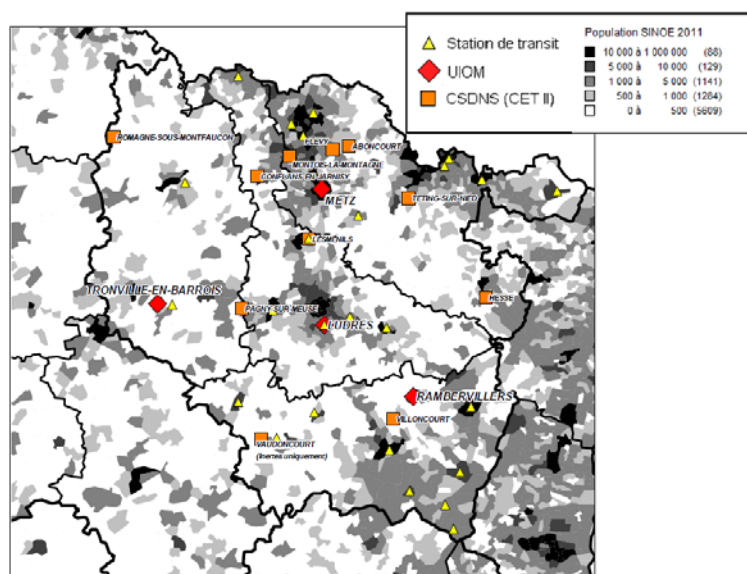 Station de transit
UIOM
CSDNS (CET II)
Population SINOE 2011
10 000 à 1 000 000 (88)
5 000 à 10 000 (129)
1 000 à 5 000 (1141)
500 à 1 000 (1284)
0 à 500 (5609)
ROMAGNE-SOUS-MONTFAUCON
FLEVY
ABONCOURT
MONTOIS-LA-MONTAGNE
CONFLANS-EN-JARNISY
METZ
TETING-SUR-NIED
LESMENILS
TRONVILLE-EN-BARROIS
PAGNY-SUR-MEUSE
HESSE
LUDRES
RAMBERVILLERS
VILLONCOURT
VAUDONCOURT
(Inertes uniquement)